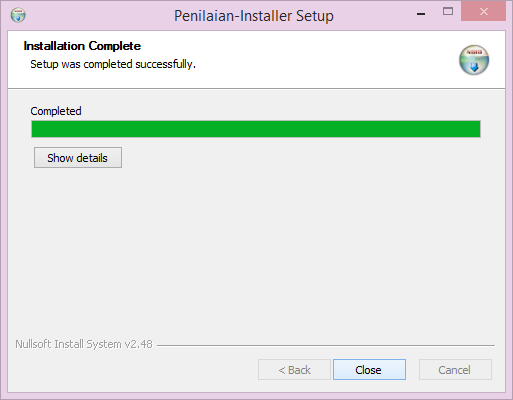 Penilaian-Installer Setup
Installation Complete
Setup was completed successfully.
Completed
Show details
Nullsoft Install System v2.48
< Back
Close
Cancel